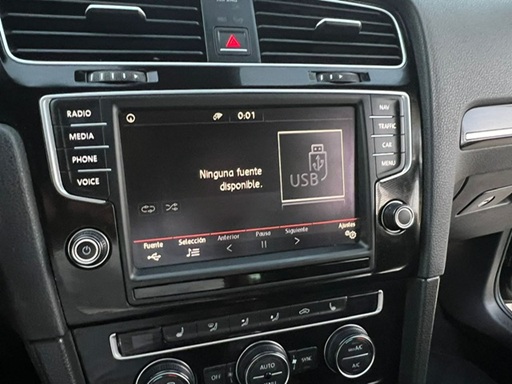 RADIO
MEDIA
PHONE
VOICE
0:01
Ninguna fuente
disponible.
USB
Fuente
Selección
Anterior
Pausa
Siguiente
Ajustes
NAV
TRAFFIC
CAR
MENU
OFF
AUTO
SYNC
A/C